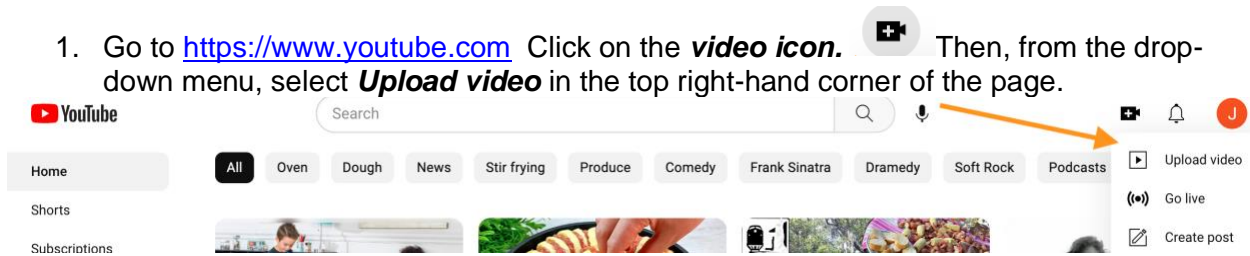 1. Go to https://www.youtube.com Click on the video icon. Then, from the drop-
down menu, select Upload video in the top right-hand corner of the page.
YouTube Search J
Home All Oven Dough News Stir frying Produce Comedy Frank Sinatra Dramedy Soft Rock Podcasts
Upload video
Shorts
Go live
Subscriptions
Create post